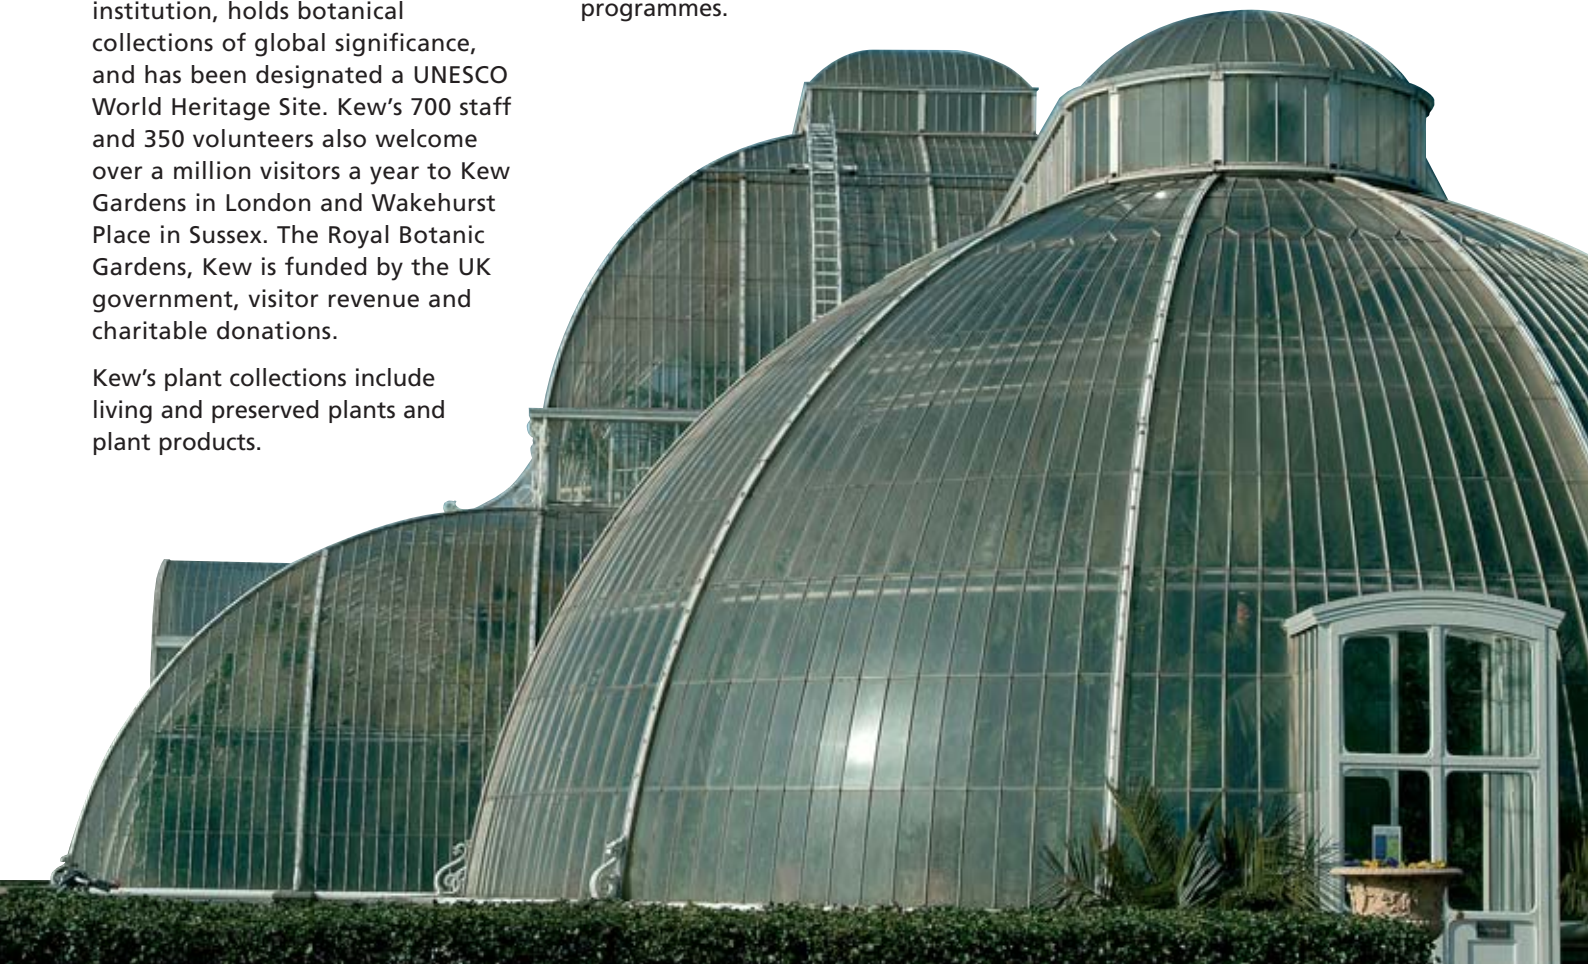 institution, holds botanical
collections of global significance,
and has been designated a UNESCO
World Heritage Site. Kew’s 700 staff
and 350 volunteers also welcome
over a million visitors a year to Kew
Gardens in London and Wakehurst
Place in Sussex. The Royal Botanic
Gardens, Kew is funded by the UK
government, visitor revenue and
charitable donations.
Kew’s plant collections include
living and preserved plants and
plant products.
programmes.